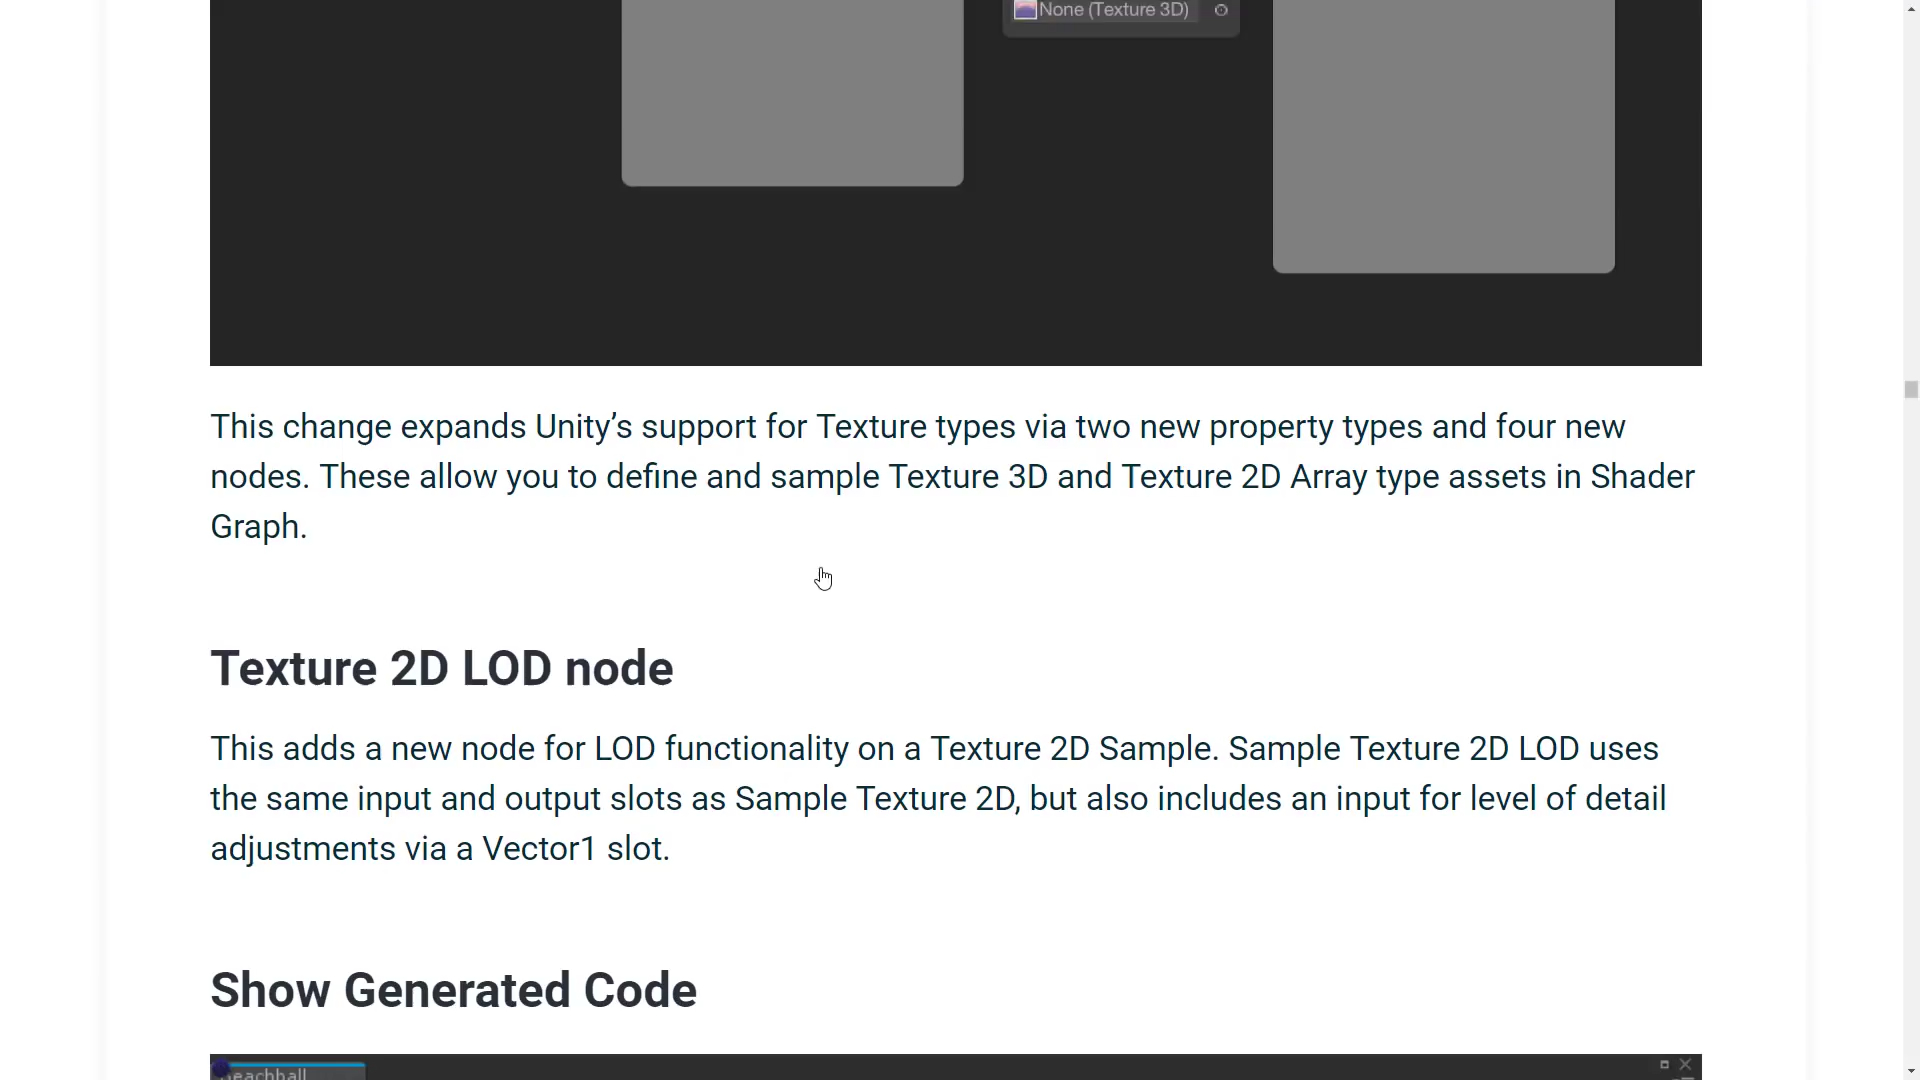 None (Texture 3D)
This change expands Unity’s support for Texture types via two new property types and four new
nodes. These allow you to define and sample Texture 3D and Texture 2D Array type assets in Shader
Graph.
Texture 2D LOD node
This adds a new node for LOD functionality on a Texture 2D Sample. Sample Texture 2D LOD uses
the same input and output slots as Sample Texture 2D, but also includes an input for level of detail
adjustments via a Vector1 slot.
Show Generated Code